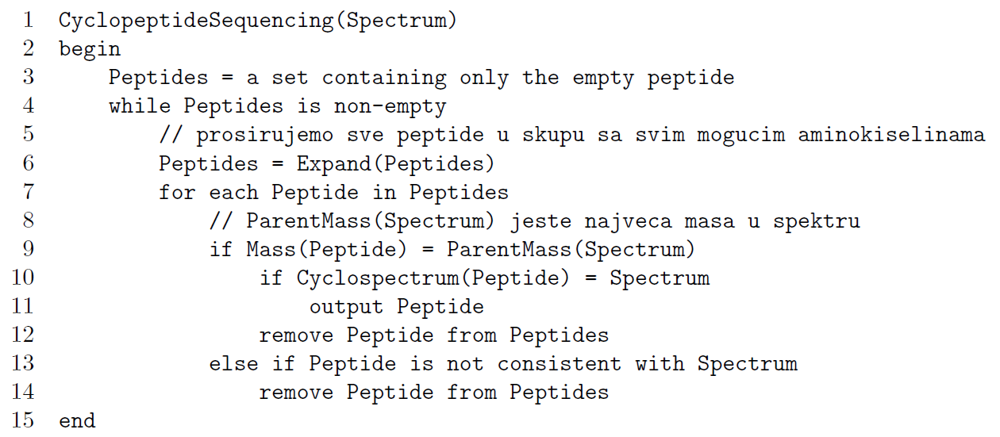 1 CyclopeptideSequencing(Spectrum)
2 begin
3     Peptides = a set containing only the empty peptide
4     while Peptides is non-empty
5         // prosirujemo sve peptide u skupu sa svim mogucim aminokiselinama
6         Peptides = Expand(Peptides)
7         for each Peptide in Peptides
8             // ParentMass(Spectrum) jeste najveca masa u spektru
9             if Mass(Peptide) = ParentMass(Spectrum)
10                 if Cyclospectrum(Peptide) = Spectrum
11                     output Peptide
12                 remove Peptide from Peptides
13             else if Peptide is not consistent with Spectrum
14                 remove Peptide from Peptides
15 end